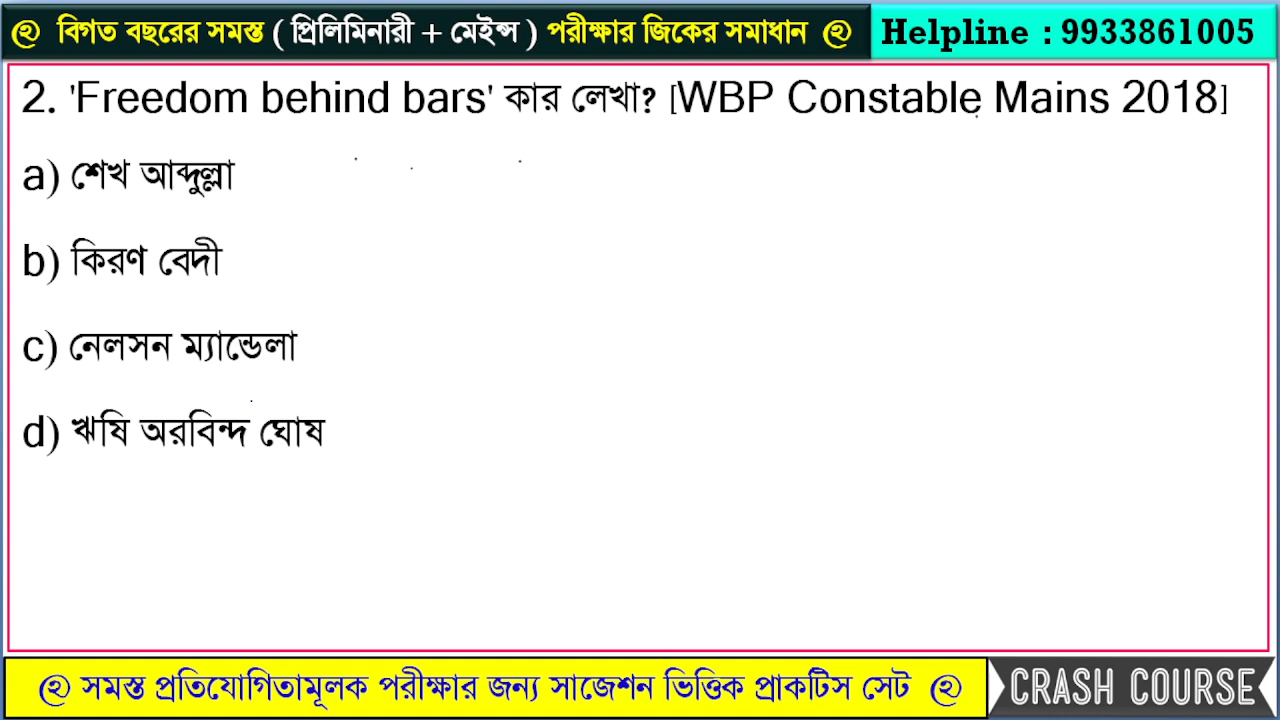 বিগত বছরের সমস্ত ( প্রিলিমিনারী + মেইন্স ) পরীক্ষার জিকের সমাধান
Helpline : 9933861005
2. 'Freedom behind bars' কার লেখা? [WBP Constable Mains 2018]
a) শেখ আব্দুল্লা
b) কিরণ বেদী
c) নেলসন ম্যান্ডেলা
d) ঋষি অরবিন্দ ঘোষ
সমস্ত প্রতিযোগিতামূলক পরীক্ষার জন্য সাজেশন ভিত্তিক প্রাকটিস সেট
CRASH COURSE